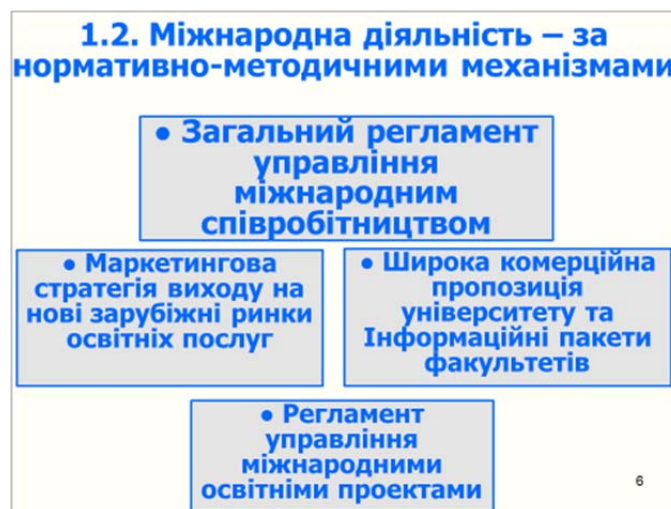 1.2. Міжнародна діяльність – за
нормативно-методичними механізмами
● Загальний регламент
управління
міжнародним
співробітництвом
● Маркетингова
стратегія виходу на
нові зарубіжні ринки
освітніх послуг
● Широка комерційна
пропозиція
університету та
Інформаційні пакети
факультетів
● Регламент
управління
міжнародними
освітніми проектами
6